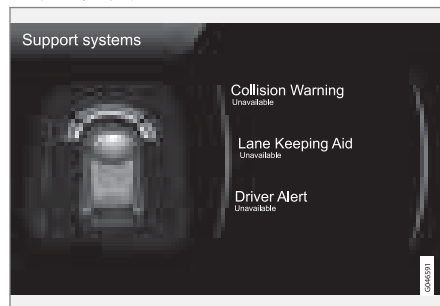 Support systems
Collision Warning
Unavailable
Lane Keeping Aid
Unavailable
Driver Alert
Unavailable
G046591